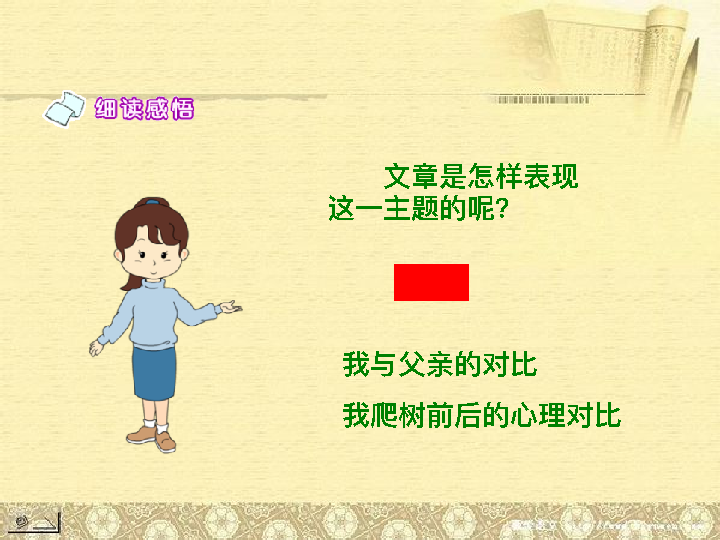 细读感悟
文章是怎样表现
这一主题的呢？
我与父亲的对比
我爬树前后的心理对比